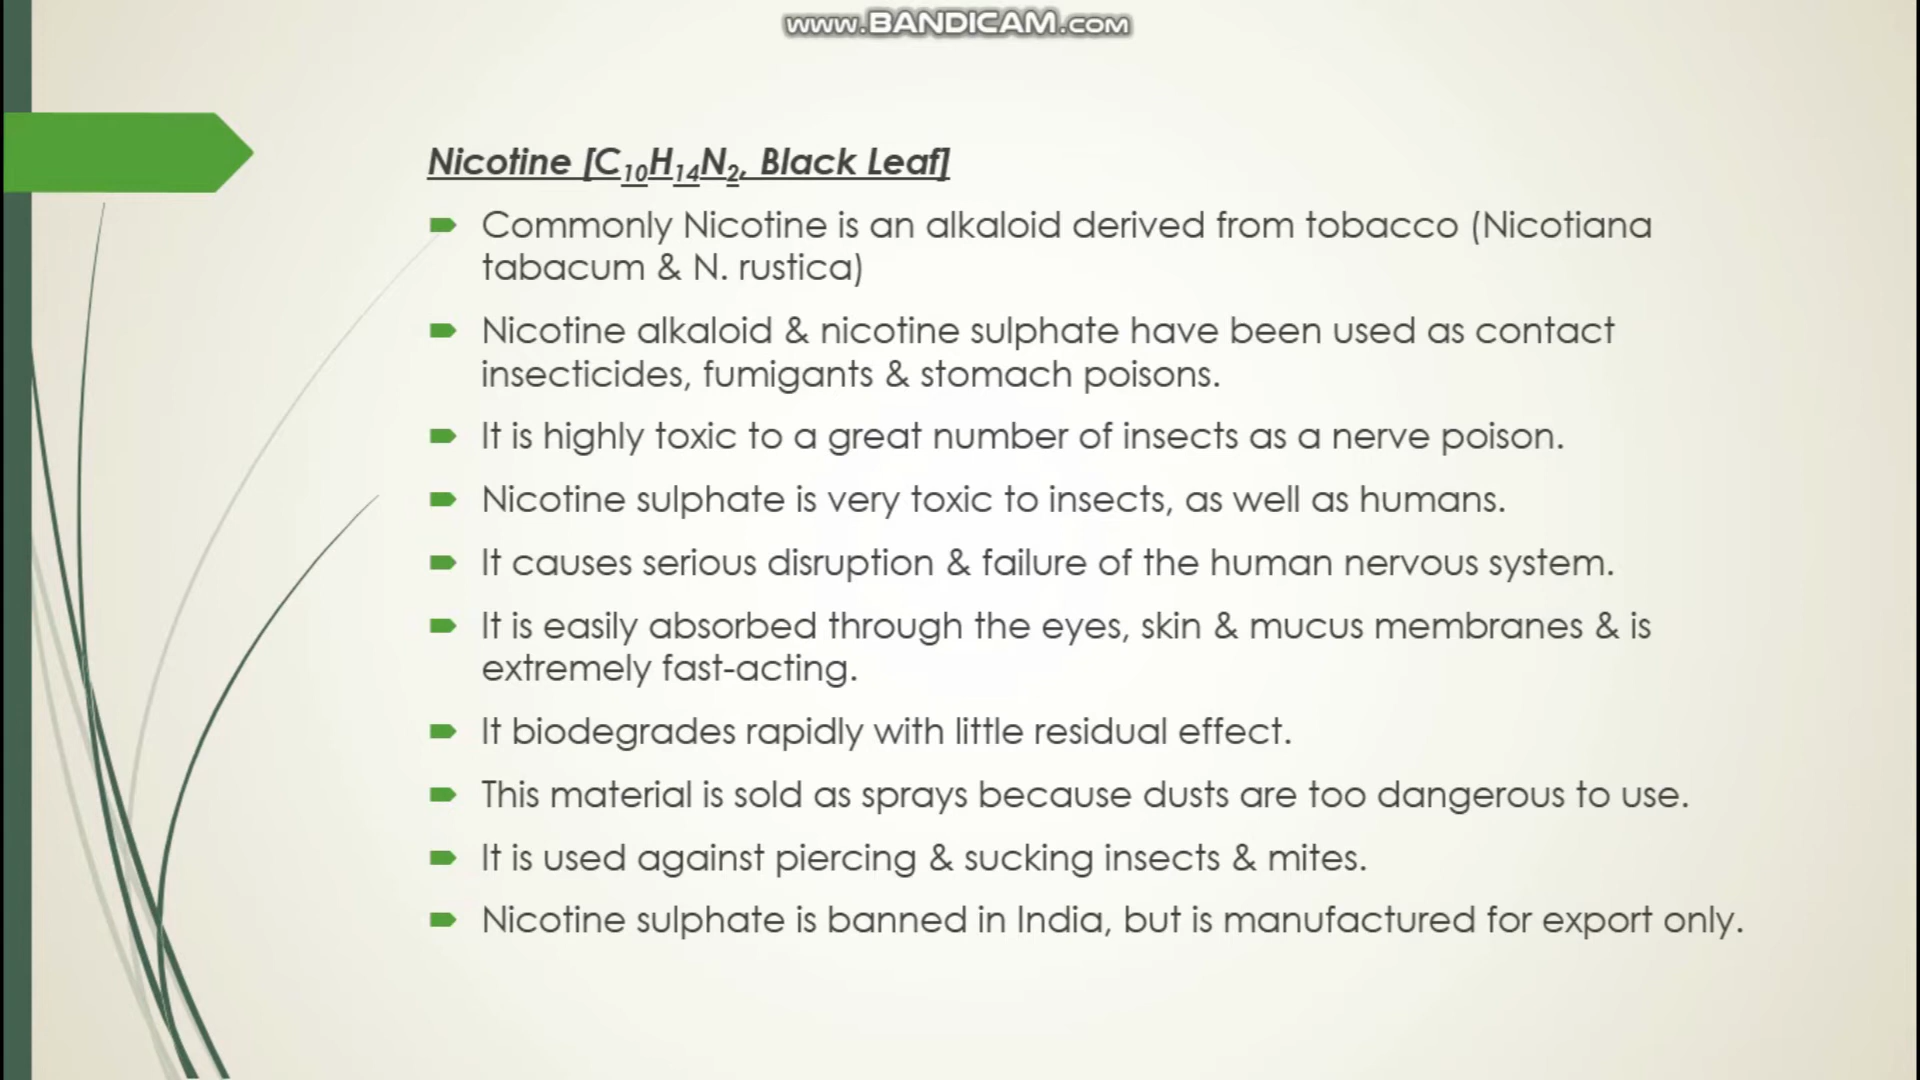 www.BANDICAM.com
Nicotine [C₁₀H₁₄N₂, Black Leaf]
Commonly Nicotine is an alkaloid derived from tobacco (Nicotiana
tabacum & N. rustica)
Nicotine alkaloid & nicotine sulphate have been used as contact
insecticides, fumigants & stomach poisons.
It is highly toxic to a great number of insects as a nerve poison.
Nicotine sulphate is very toxic to insects, as well as humans.
It causes serious disruption & failure of the human nervous system.
It is easily absorbed through the eyes, skin & mucus membranes & is
extremely fast-acting.
It biodegrades rapidly with little residual effect.
This material is sold as sprays because dusts are too dangerous to use.
It is used against piercing & sucking insects & mites.
Nicotine sulphate is banned in India, but is manufactured for export only.